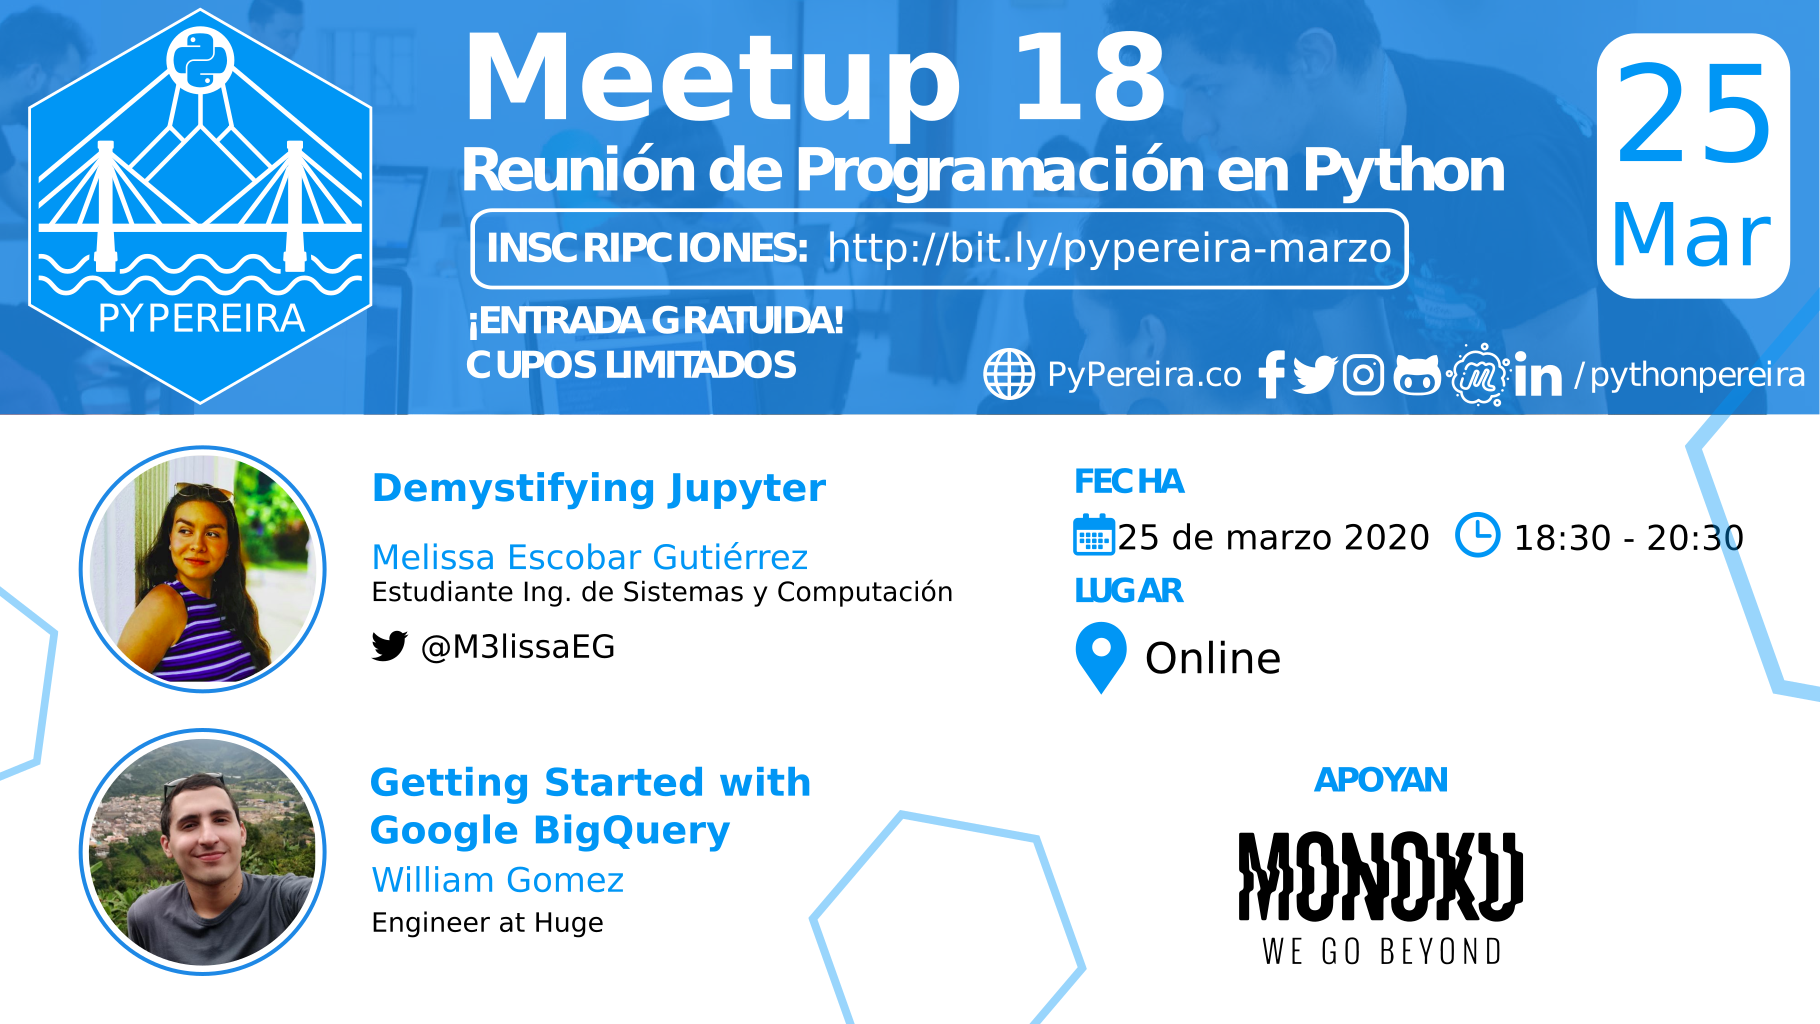 PYPEREIRA
Meetup 18
Reunión de Programación en Python
INSCRIPCIONES: http://bit.ly/pypereira-marzo
¡ENTRADA GRATUIDA!
CUPOS LIMITADOS
PyPereira.co /pythonpereira
25
Mar
Demystifying Jupyter
Melissa Escobar Gutiérrez
Estudiante Ing. de Sistemas y Computación
@M3lissaEG
Getting Started with
Google BigQuery
William Gomez
Engineer at Huge
FECHA
25 de marzo 2020 18:30 - 20:30
LUGAR
Online
APOYAN
MONOKU
WE GO BEYOND